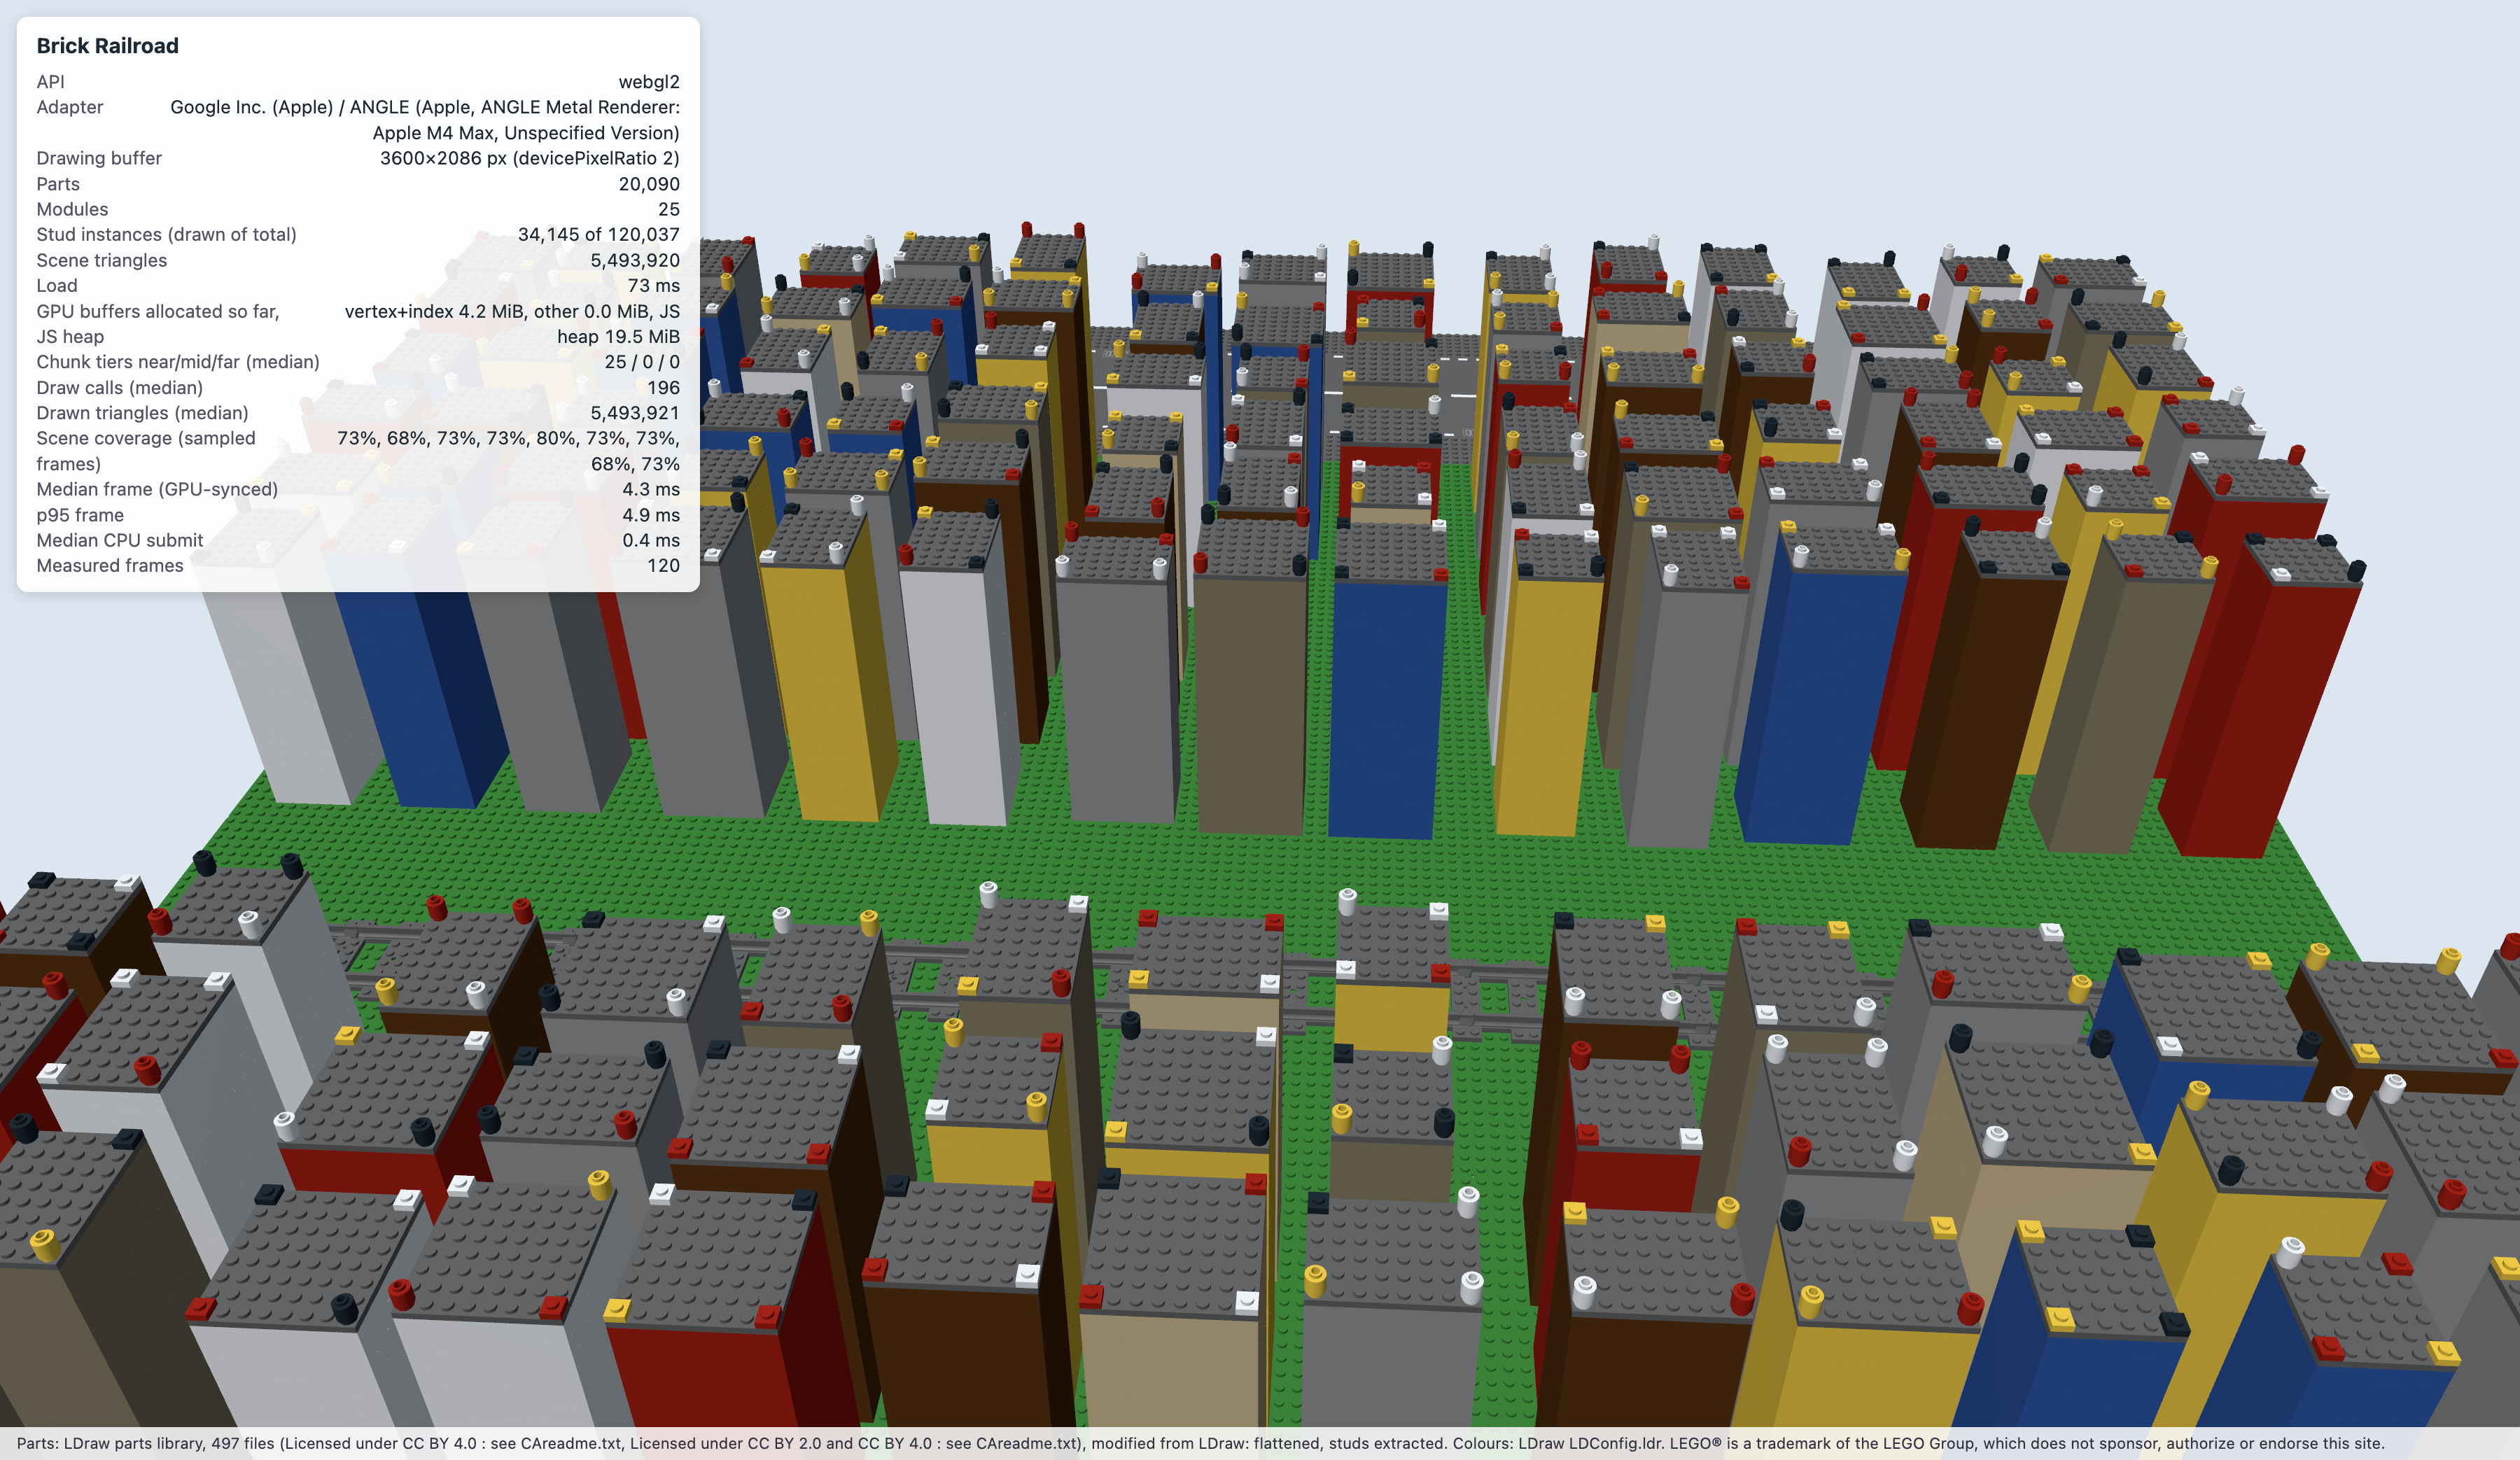 Brick Railroad
API webgl2
Adapter Google Inc. (Apple) / ANGLE (Apple, ANGLE Metal Renderer:
Apple M4 Max, Unspecified Version)
Drawing buffer 3600×2086 px (devicePixelRatio 2)
Parts 20,090
Modules 25
Stud instances (drawn of total) 34,145 of 120,037
Scene triangles 5,493,920
Load 73 ms
GPU buffers allocated so far, vertex+index 4.2 MiB, other 0.0 MiB, JS
JS heap heap 19.5 MiB
Chunk tiers near/mid/far (median) 25 / 0 / 0
Draw calls (median) 196
Drawn triangles (median) 5,493,921
Scene coverage (sampled 73%, 68%, 73%, 73%, 80%, 73%, 73%,
frames) 68%, 73%
Median frame (GPU-synced) 4.3 ms
p95 frame 4.9 ms
Median CPU submit 0.4 ms
Measured frames 120
Parts: LDraw parts library, 497 files (Licensed under CC BY 4.0 : see CAreadme.txt, Licensed under CC BY 2.0 and CC BY 4.0 : see CAreadme.txt), modified from LDraw: flattened, studs extracted. Colours: LDraw LDConfig.ldr. LEGO® is a trademark of the LEGO Group, which does not sponsor, authorize or endorse this site.